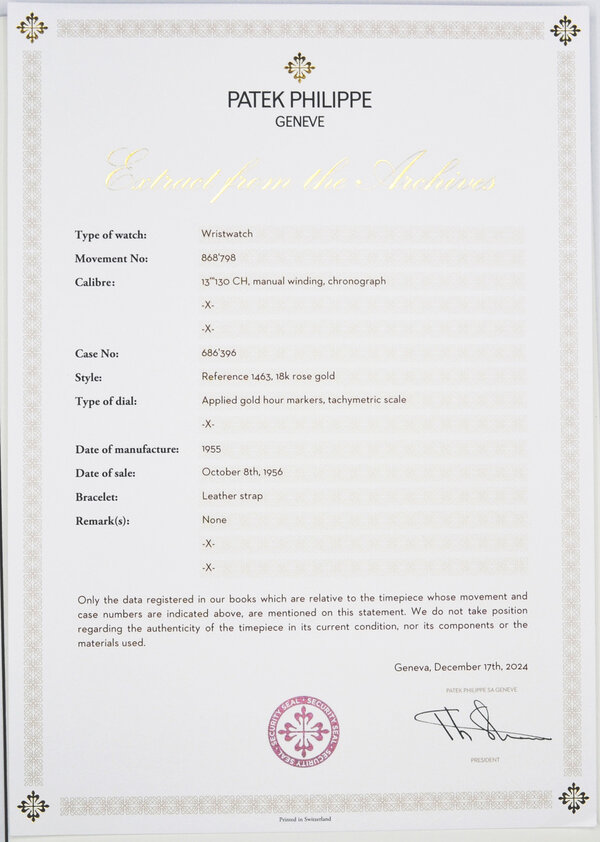 PATEK PHILIPPE
GENEVE
Extract from the Archives
Type of watch: Wristwatch
Movement No: 868'798
Calibre: 13'''130 CH, manual winding, chronograph
-X-
-X-
Case No: 686'396
Style: Reference 1463, 18k rose gold
Type of dial: Applied gold hour markers, tachymetric scale
-X-
Date of manufacture: 1955
Date of sale: October 8th, 1956
Bracelet: Leather strap
Remark(s): None
-X-
-X-
Only the data registered in our books which are relative to the timepiece whose movement and
case numbers are indicated above, are mentioned on this statement. We do not take position
regarding the authenticity of the timepiece in its current condition, nor its components or the
materials used.
Geneva, December 17th, 2024
PATEK PHILIPPE SA GENEVE
SECURITY SEAL - SECURITY SEAL - SECURITY SEAL -
PRESIDENT
Printed in Switzerland